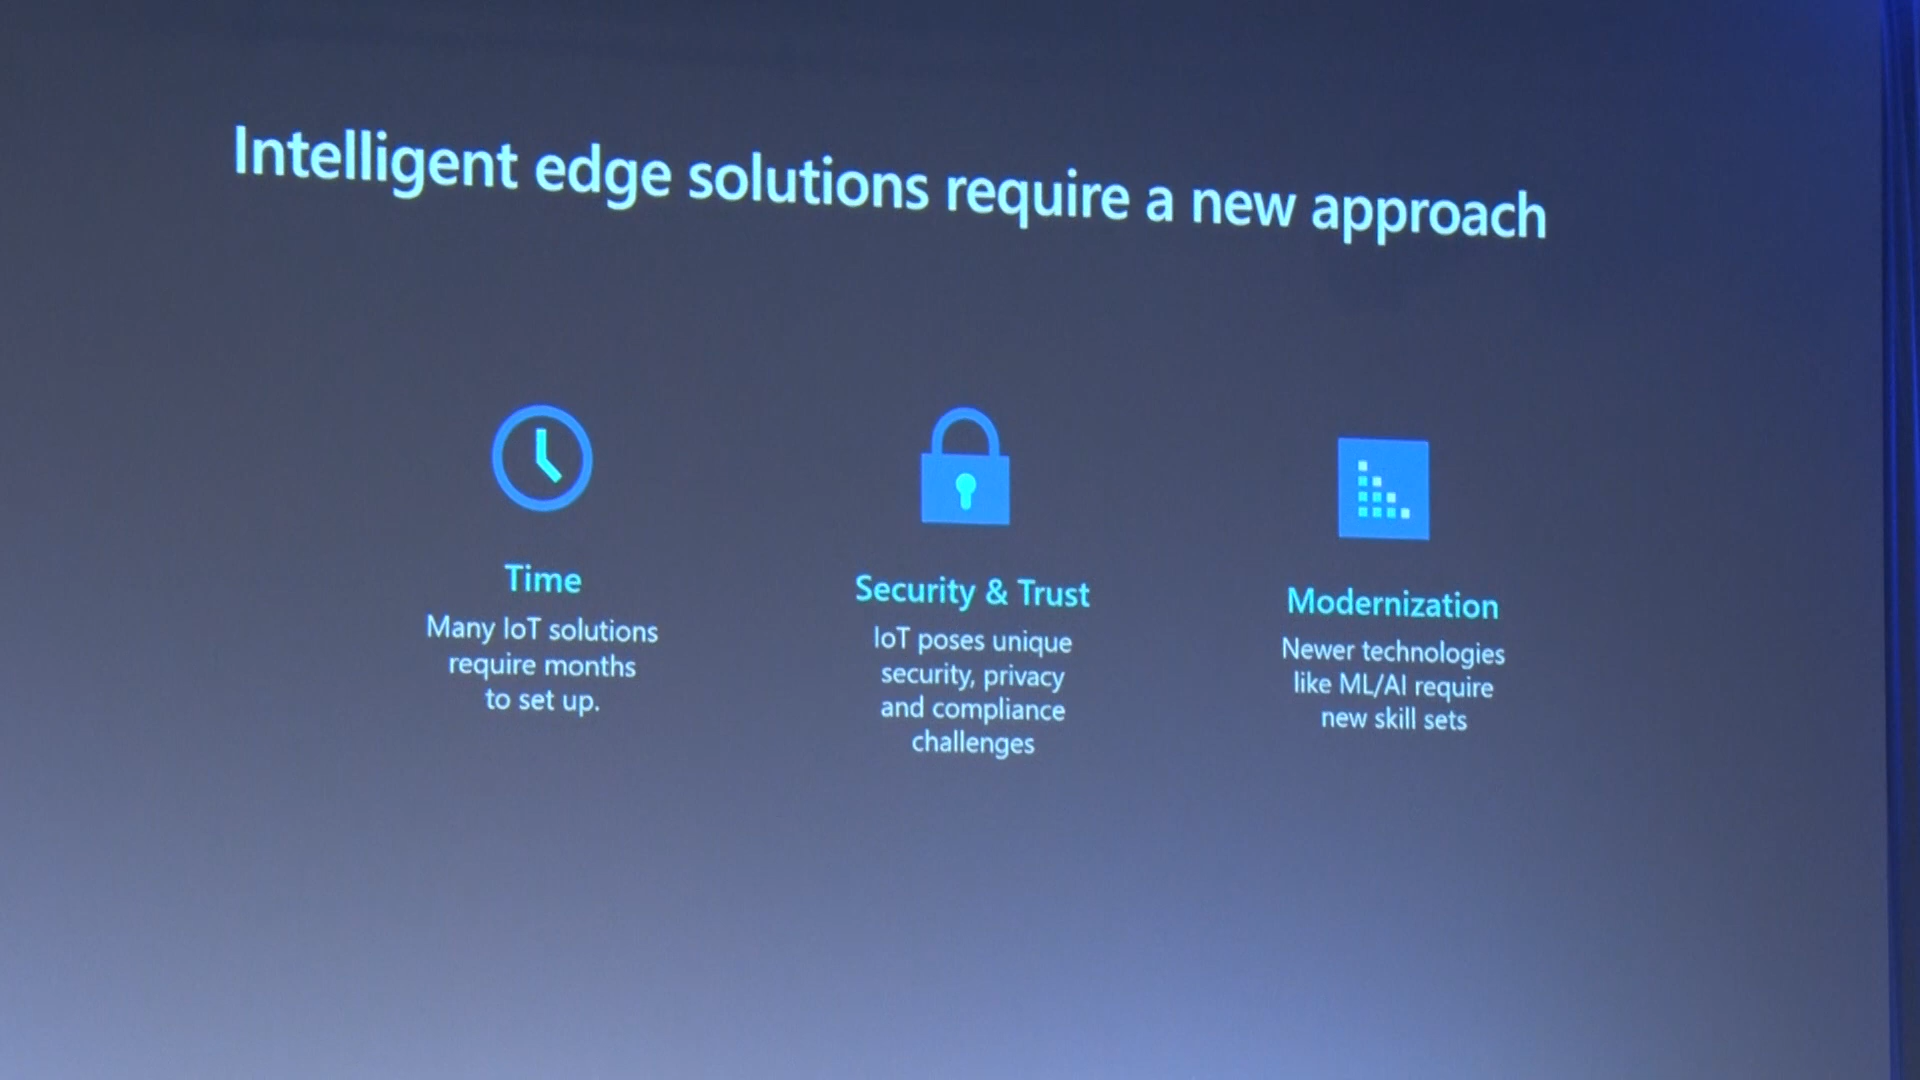 Intelligent edge solutions require a new approach
Time
Many IoT solutions
require months
to set up.
Security & Trust
IoT poses unique
security, privacy
and compliance
challenges
Modernization
Newer technologies
like ML/AI require
new skill sets